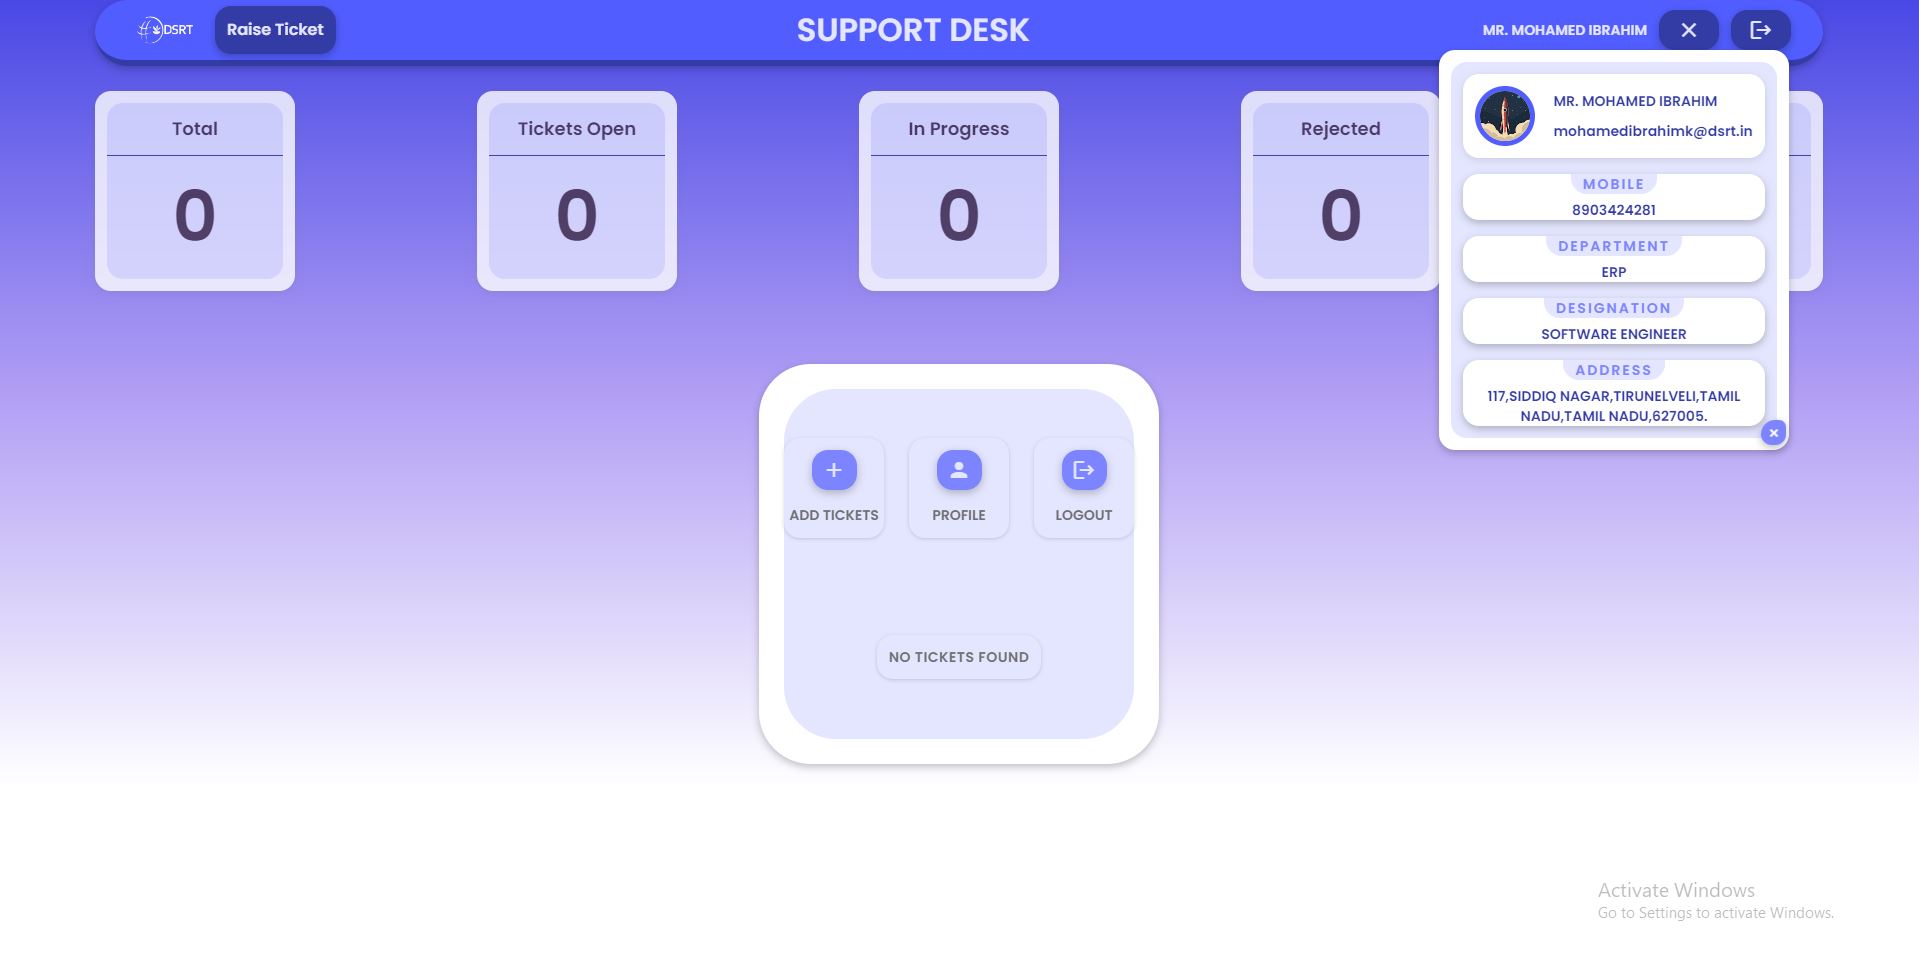 DSRT
Raise Ticket
SUPPORT DESK
MR. MOHAMED IBRAHIM
Total
0
Tickets Open
0
In Progress
0
Rejected
0
MR. MOHAMED IBRAHIM
mohamedibrahimk@dsrt.in
MOBILE
8903424281
DEPARTMENT
ERP
DESIGNATION
SOFTWARE ENGINEER
ADDRESS
117,SIDDIQ NAGAR,TIRUNELVELI,TAMIL
NADU,TAMIL NADU,627005.
ADD TICKETS
PROFILE
LOGOUT
NO TICKETS FOUND
Activate Windows
Go to Settings to activate Windows.